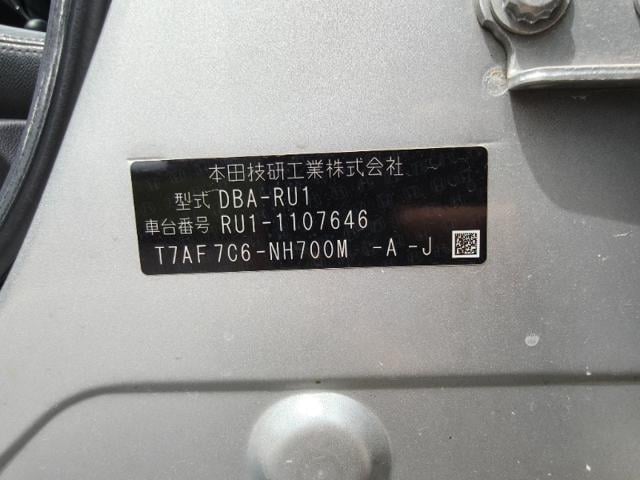 本田技研工業株式会社
型式 DBA-RU1
車台番号 RU1-1107646
T7AF 7C6-NH700M -A -J